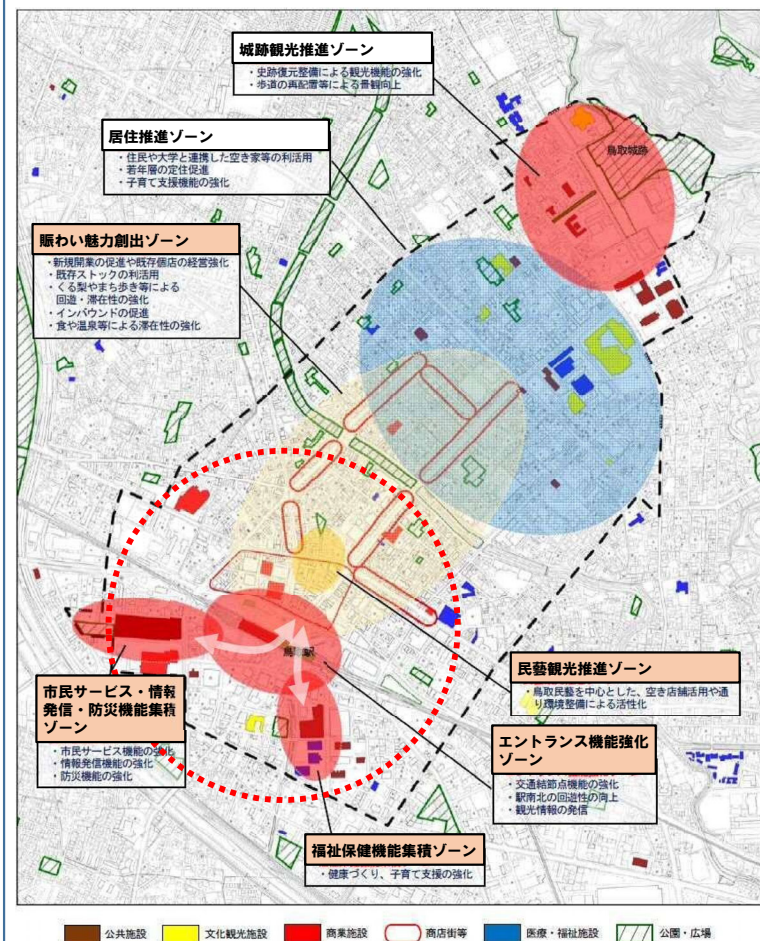 城跡観光推進ゾーン
・史跡復元整備による観光機能の強化
・歩道の再配置等による景観向上
鳥取城跡
居住推進ゾーン
・住民や大学と連携した空き家等の利活用
・若年層の定住促進
・子育て支援機能の強化
賑わい魅力創出ゾーン
・新規開業の促進や既存個店の経営強化
・既存ストックの利活用
・くる梨やまち歩き等による
回遊・滞在性の強化
・インバウンドの促進
・食や温泉等による滞在性の強化
鳥取駅
民藝観光推進ゾーン
・鳥取民藝を中心とした、空き店舗活用や通
り環境整備による活性化
市民サービス・情報
発信・防災機能集積
ゾーン
・市民サービス機能の強化
・情報発信機能の強化
・防災機能の強化
エントランス機能強化
ゾーン
・交通結節点機能の強化
・駅南北の回遊性の向上
・観光情報の発信
福祉保健機能集積ゾーン
・健康づくり、子育て支援の強化
公共施設
文化観光施設
商業施設
商店街等
医療・福祉施設
公園・広場